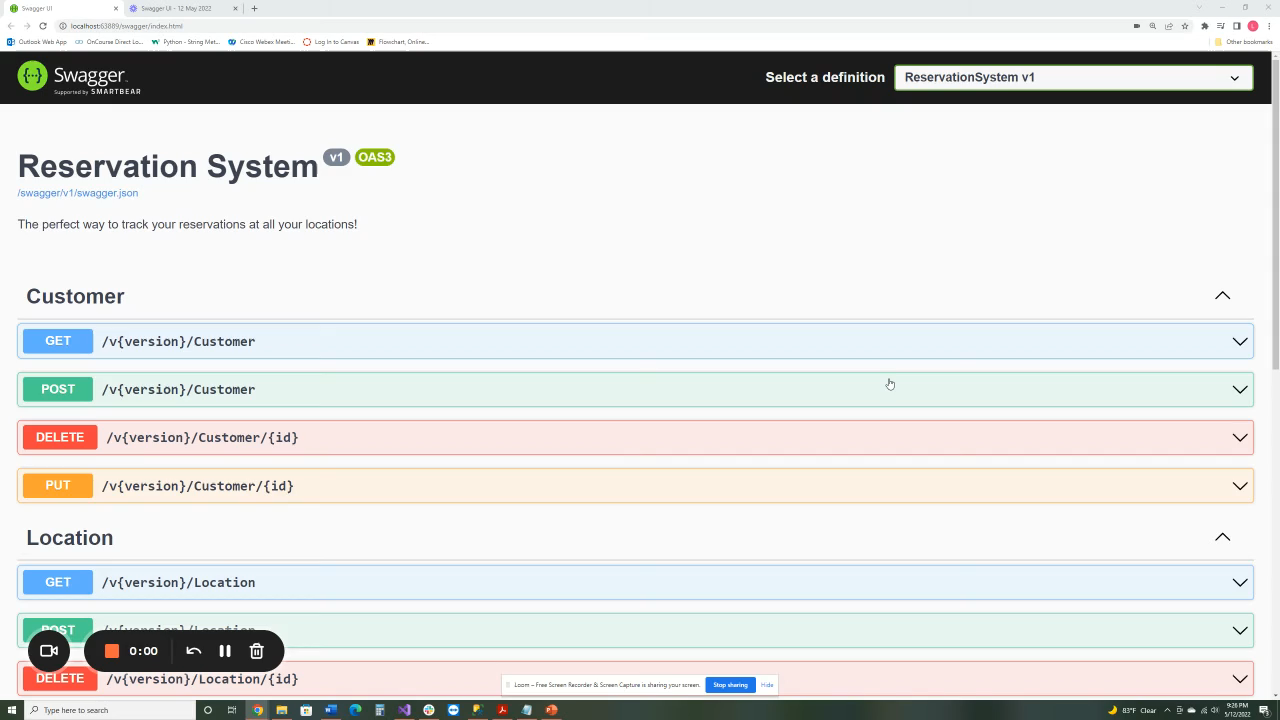 Swagger UI
Swagger UI - 12 May 2022
localhost:63889/swagger/index.html
Outlook Web App
OnCourse Direct Lo...
Python - String Met...
Cisco Webex Meeti...
Log In to Canvas
Flowchart, Online...
Other bookmarks
Swagger.
Supported by SMARTBEAR
Select a definition
ReservationSystem v1
Reservation System v1 OAS3
/swagger/v1/swagger.json
The perfect way to track your reservations at all your locations!
Customer
GET /v{version}/Customer
POST /v{version}/Customer
DELETE /v{version}/Customer/{id}
PUT /v{version}/Customer/{id}
Location
GET /v{version}/Location
POST /v{version}/Location
0:00
DELETE /v{version}/Location/{id}
Loom – Free Screen Recorder & Screen Capture is sharing your screen.
Stop sharing
Hide
Type here to search
83°F Clear
9:26 PM
5/12/2022